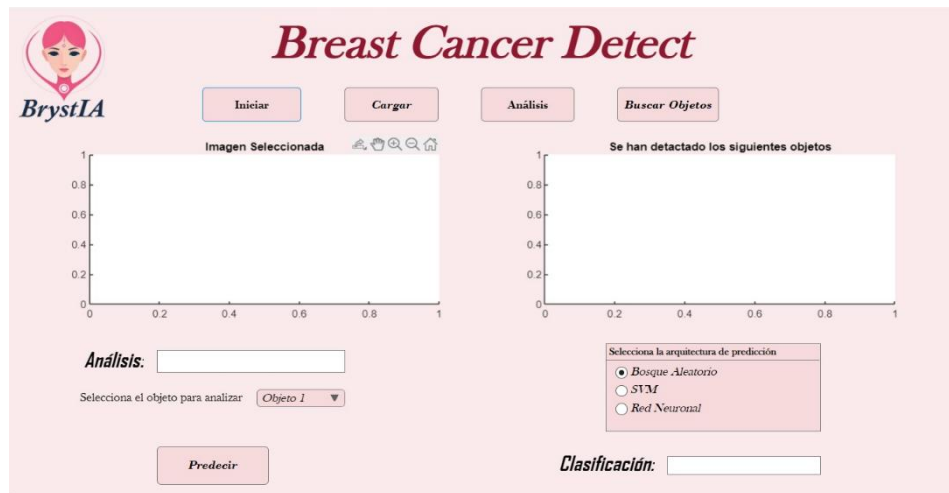 Breast Cancer Detect
BrystIA
Iniciar
Cargar
Análisis
Buscar Objetos
Imagen Seleccionada
1
0.8
0.6
0.4
0.2
0
0 0.2 0.4 0.6 0.8 1
Se han detactado los siguientes objetos
1
0.8
0.6
0.4
0.2
0
0 0.2 0.4 0.6 0.8 1
Análisis:
Selecciona el objeto para analizar Objeto 1
Selecciona la arquitectura de predicción
Bosque Aleatorio
SVM
Red Neuronal
Predecir
Clasificación: